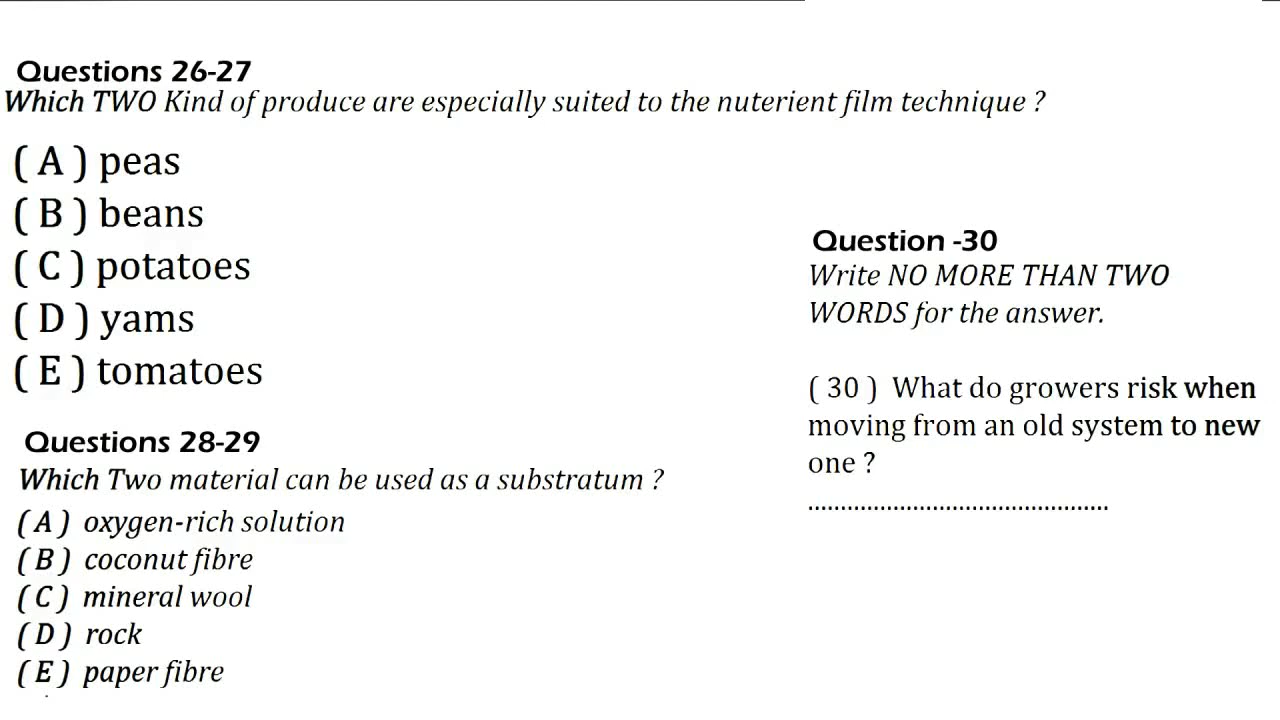 Questions 26-27
Which TWO Kind of produce are especially suited to the nuterient film technique ?
( A ) peas
( B ) beans
( C ) potatoes
( D ) yams
( E ) tomatoes
Questions 28-29
Which Two material can be used as a substratum ?
( A ) oxygen-rich solution
( B ) coconut fibre
( C ) mineral wool
( D ) rock
( E ) paper fibre
Question -30
Write NO MORE THAN TWO
WORDS for the answer.
( 30 ) What do growers risk when
moving from an old system to new
one ?
..............................................